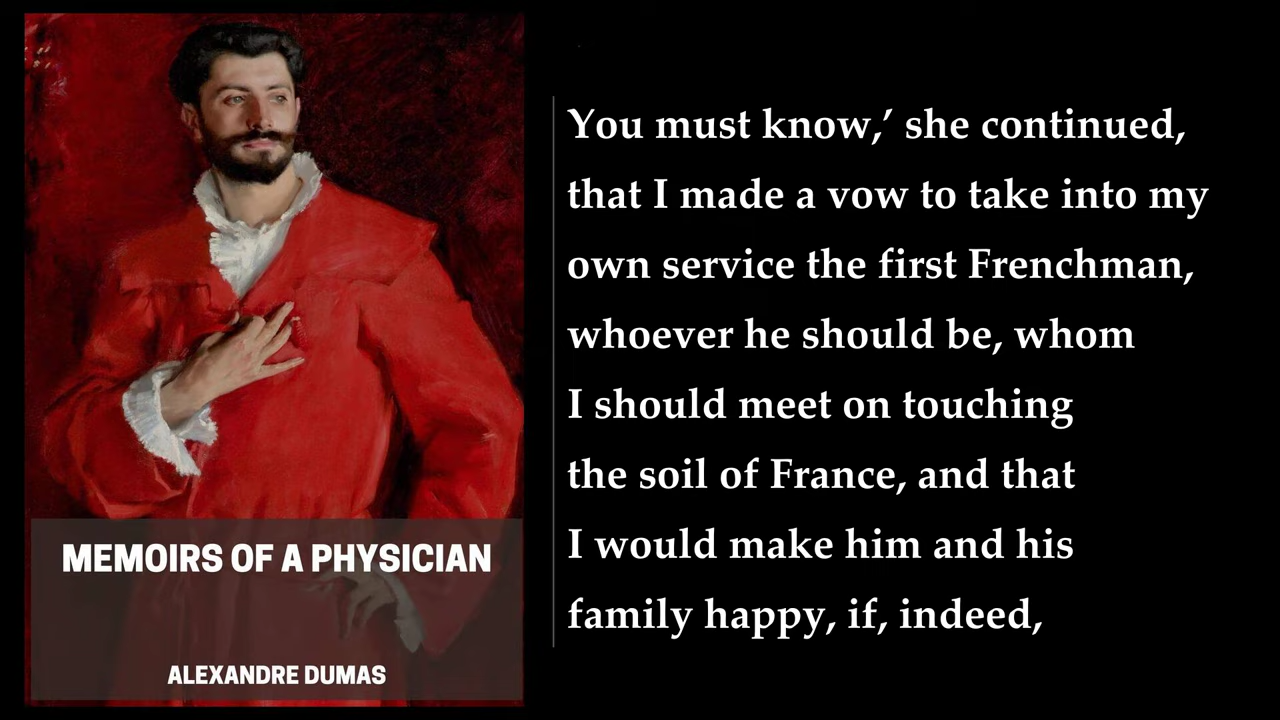 You must know,’ she continued,
that I made a vow to take into my
own service the first Frenchman,
whoever he should be, whom
I should meet on touching
the soil of France, and that
I would make him and his
family happy, if, indeed,
MEMOIRS OF A PHYSICIAN
ALEXANDRE DUMAS